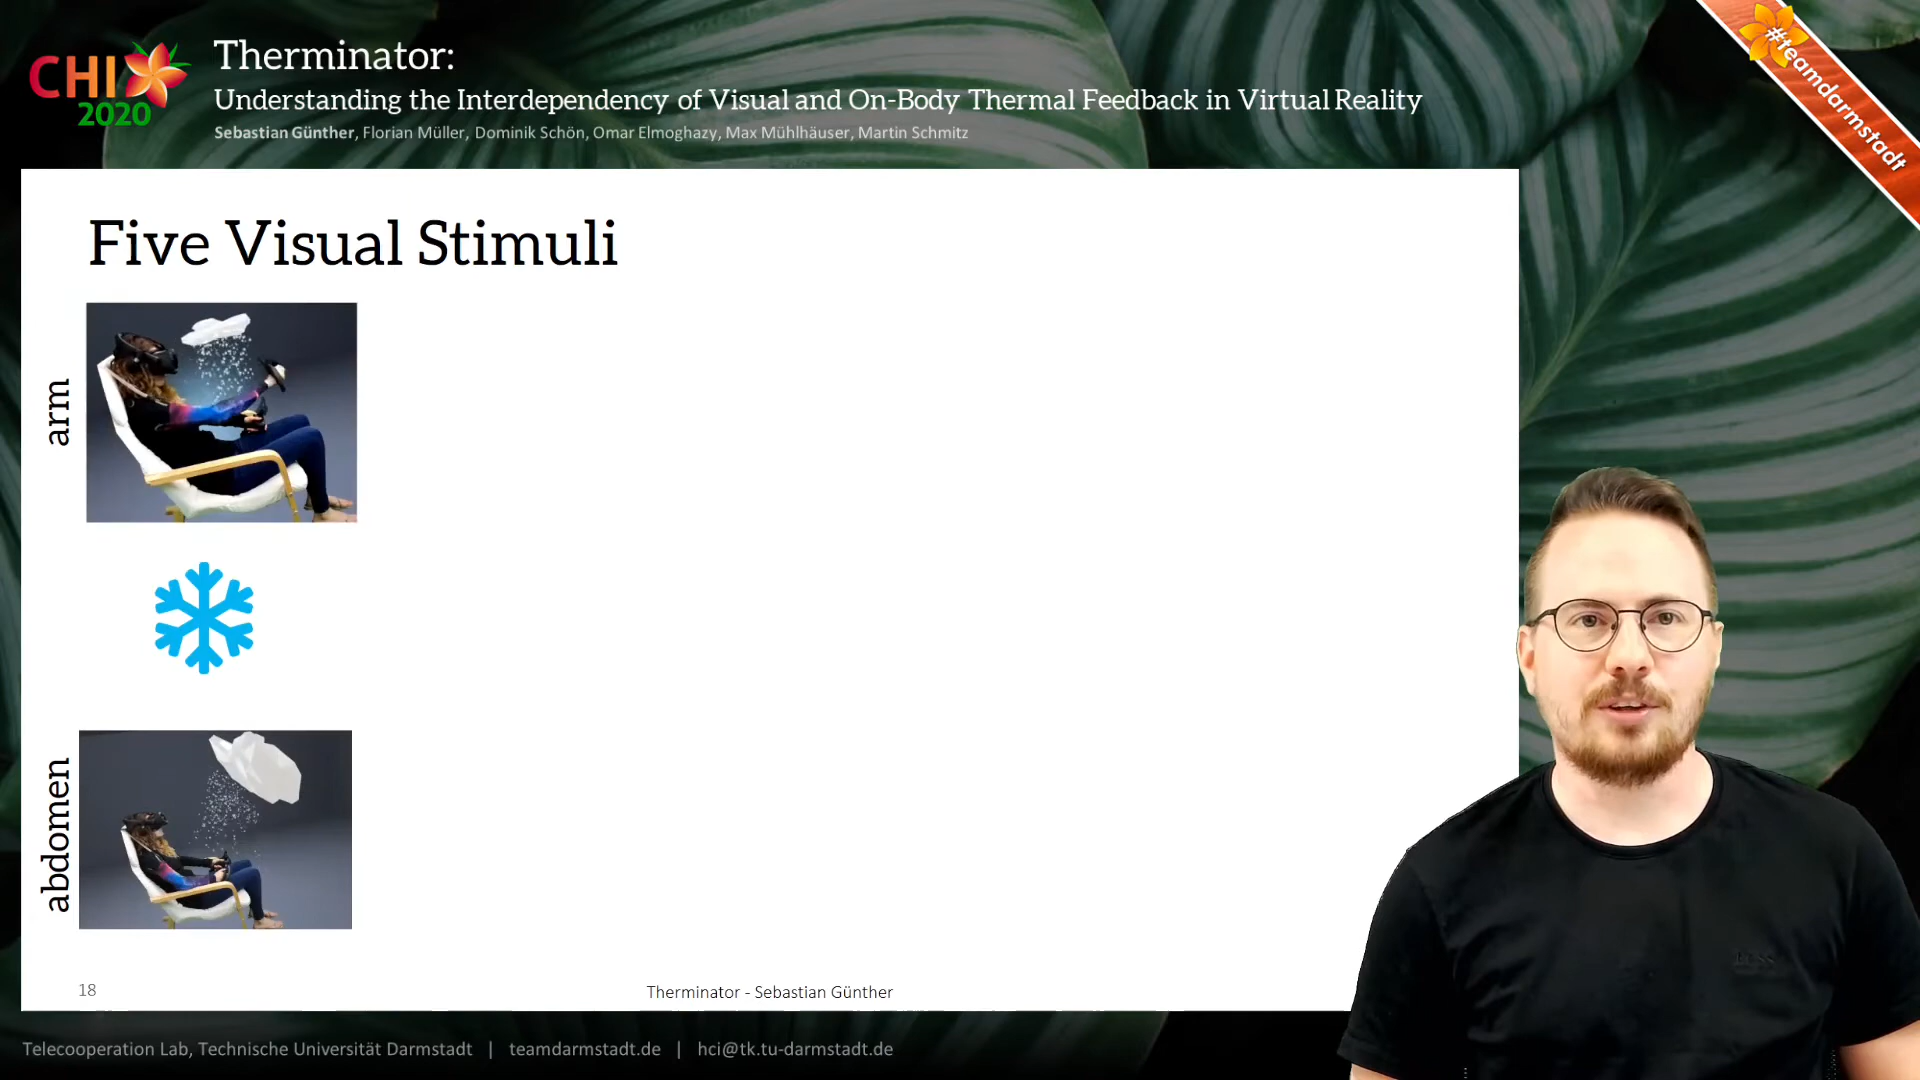 CHI
2020
Therminator:
Understanding the Interdependency of Visual and On-Body Thermal Feedback in Virtual Reality
Sebastian Günther, Florian Müller, Dominik Schön, Omar Elmoghazy, Max Mühlhäuser, Martin Schmitz
#teamdarmstadt
Five Visual Stimuli
arm
abdomen
18
Therminator - Sebastian Günther
Telecooperation Lab, Technische Universität Darmstadt | teamdarmstadt.de | hci@tk.tu-darmstadt.de